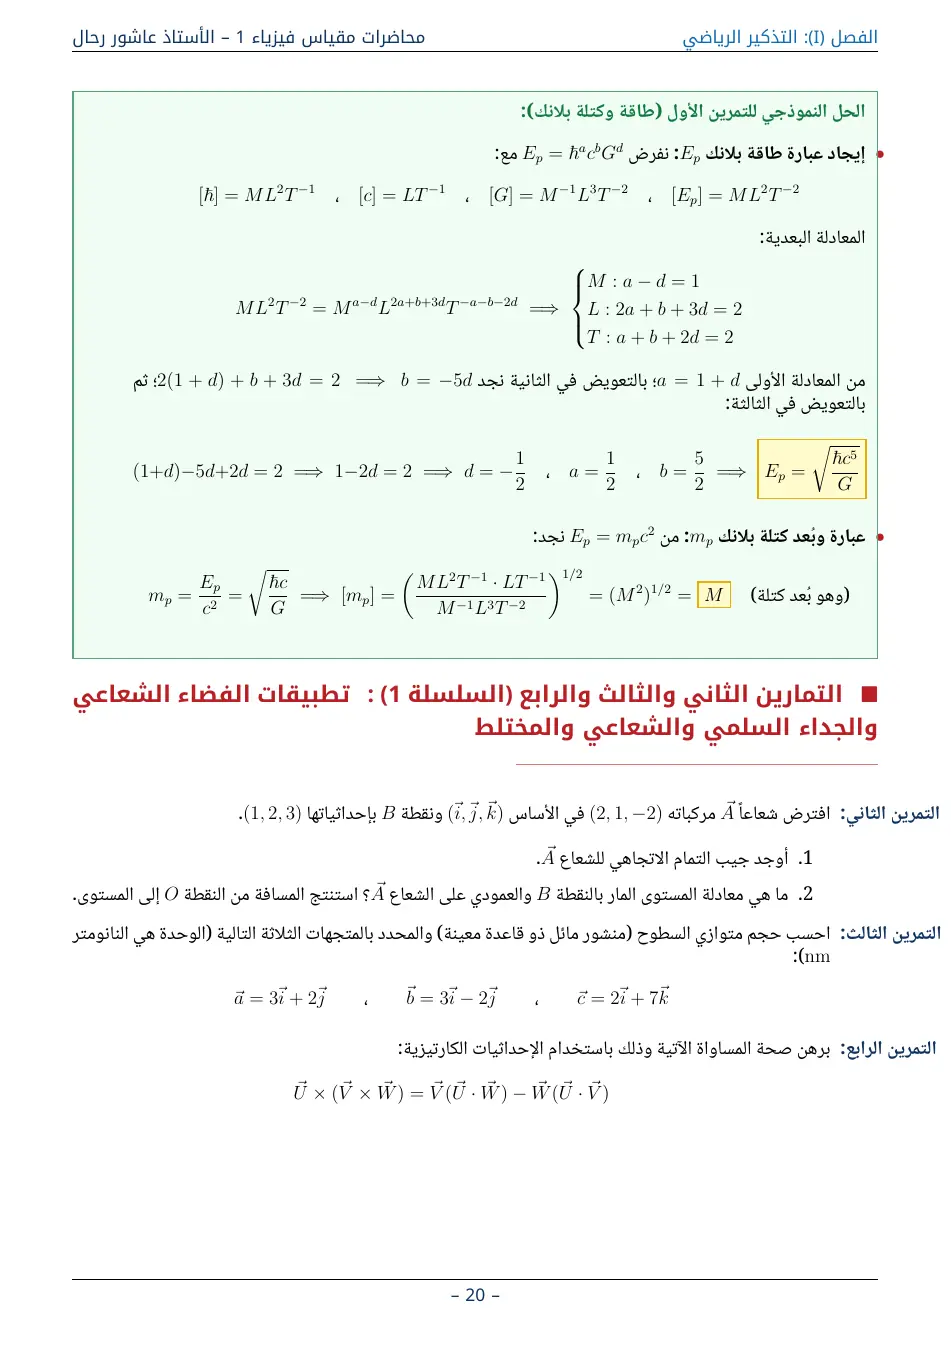 الفصل (I): التذكير الرياضي
محاضرات مقياس فيزياء 1 – الأستاذ عاشور رحال
الحل النموذجي للتمرين الأول (طاقة وكتلة بلانك):
• إيجاد عبارة طاقة بلانك $E_p$: نفرض $E_p = \hbar^a c^b G^d$ مع:
$[\hbar] = ML^2T^{-1}$ ، $[c] = LT^{-1}$ ، $[G] = M^{-1}L^3T^{-2}$ ، $[E_p] = ML^2T^{-2}$
المعادلة البعدية:
$ML^2T^{-2} = M^{a-d}L^{2a+b+3d}T^{-a-b-2d} \implies \begin{cases} M : a - d = 1 \\ L : 2a + b + 3d = 2 \\ T : a + b + 2d = 2 \end{cases}$
من المعادلة الأولى $a = 1 + d$؛ بالتعويض في الثانية نجد $2(1 + d) + b + 3d = 2 \implies b = -5d$؛ ثم
بالتعويض في الثالثة:
$(1+d)-5d+2d = 2 \implies 1-2d = 2 \implies d = -\frac{1}{2}$ ، $a = \frac{1}{2}$ ، $b = \frac{5}{2} \implies E_p = \sqrt{\frac{\hbar c^5}{G}}$
• عبارة وبُعد كتلة بلانك $m_p$: من $E_p = m_p c^2$ نجد:
$m_p = \frac{E_p}{c^2} = \sqrt{\frac{\hbar c}{G}} \implies [m_p] = \left(\frac{ML^2T^{-1} \cdot LT^{-1}}{M^{-1}L^3T^{-2}}\right)^{1/2} = (M^2)^{1/2} = M$ (وهو بُعد كتلة)
■ التمارين الثاني والثالث والرابع (السلسلة 1) : تطبيقات الفضاء الشعاعي
والجداء السلمي والشعاعي والمختلط
التمرين الثاني: افترض شعاعاً $\vec{A}$ مركباته $(2, 1, -2)$ في الأساس $(\vec{i}, \vec{j}, \vec{k})$ ونقطة $B$ بإحداثياتها $(1, 2, 3)$.
1. أوجد جيب التمام الاتجاهي للشعاع $\vec{A}$.
2. ما هي معادلة المستوى المار بالنقطة $B$ والعمودي على الشعاع $\vec{A}$؟ استنتج المسافة من النقطة $O$ إلى المستوى.
التمرين الثالث: احسب حجم متوازي السطوح (منشور مائل ذو قاعدة معينة) والمحدد بالمتجهات الثلاثة التالية (الوحدة هي النانومتر
nm):
$\vec{a} = 3\vec{i} + 2\vec{j}$ ، $\vec{b} = 3\vec{i} - 2\vec{j}$ ، $\vec{c} = 2\vec{i} + 7\vec{k}$
التمرين الرابع: برهن صحة المساواة الآتية وذلك باستخدام الإحداثيات الكارتيزية:
$\vec{U} \times (\vec{V} \times \vec{W}) = \vec{V}(\vec{U} \cdot \vec{W}) - \vec{W}(\vec{U} \cdot \vec{V})$
– 20 –